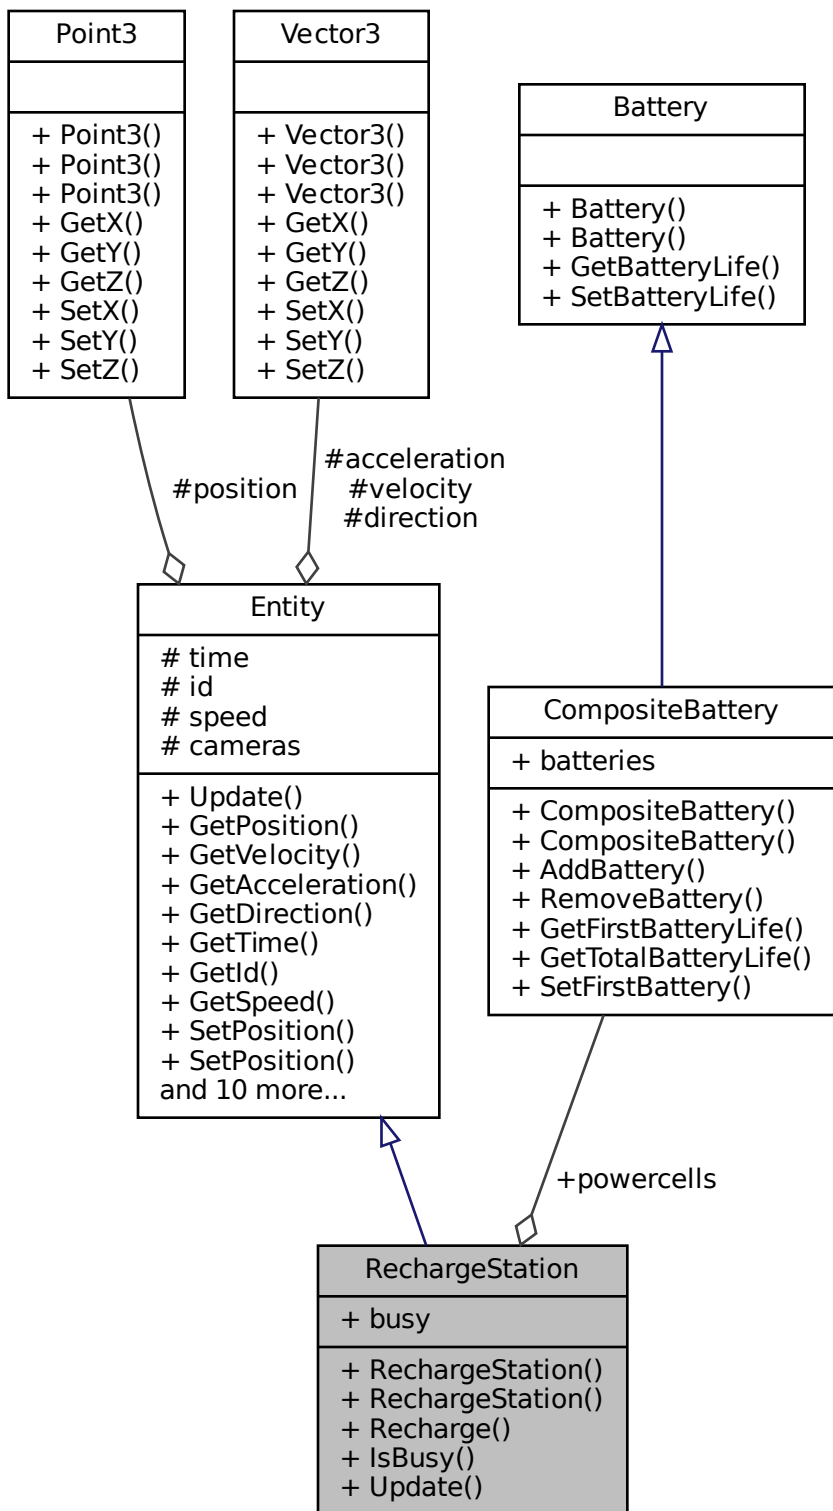 Point3
+ Point3()
+ Point3()
+ Point3()
+ GetX()
+ GetY()
+ GetZ()
+ SetX()
+ SetY()
+ SetZ()
Vector3
+ Vector3()
+ Vector3()
+ Vector3()
+ GetX()
+ GetY()
+ GetZ()
+ SetX()
+ SetY()
+ SetZ()
Battery
+ Battery()
+ Battery()
+ GetBatteryLife()
+ SetBatteryLife()
#position
#acceleration
#velocity
#direction
Entity
# time
# id
# speed
# cameras
+ Update()
+ GetPosition()
+ GetVelocity()
+ GetAcceleration()
+ GetDirection()
+ GetTime()
+ GetId()
+ GetSpeed()
+ SetPosition()
+ SetPosition()
and 10 more...
CompositeBattery
+ batteries
+ CompositeBattery()
+ CompositeBattery()
+ AddBattery()
+ RemoveBattery()
+ GetFirstBatteryLife()
+ GetTotalBatteryLife()
+ SetFirstBattery()
+powercells
RechargeStation
+ busy
+ RechargeStation()
+ RechargeStation()
+ Recharge()
+ IsBusy()
+ Update()